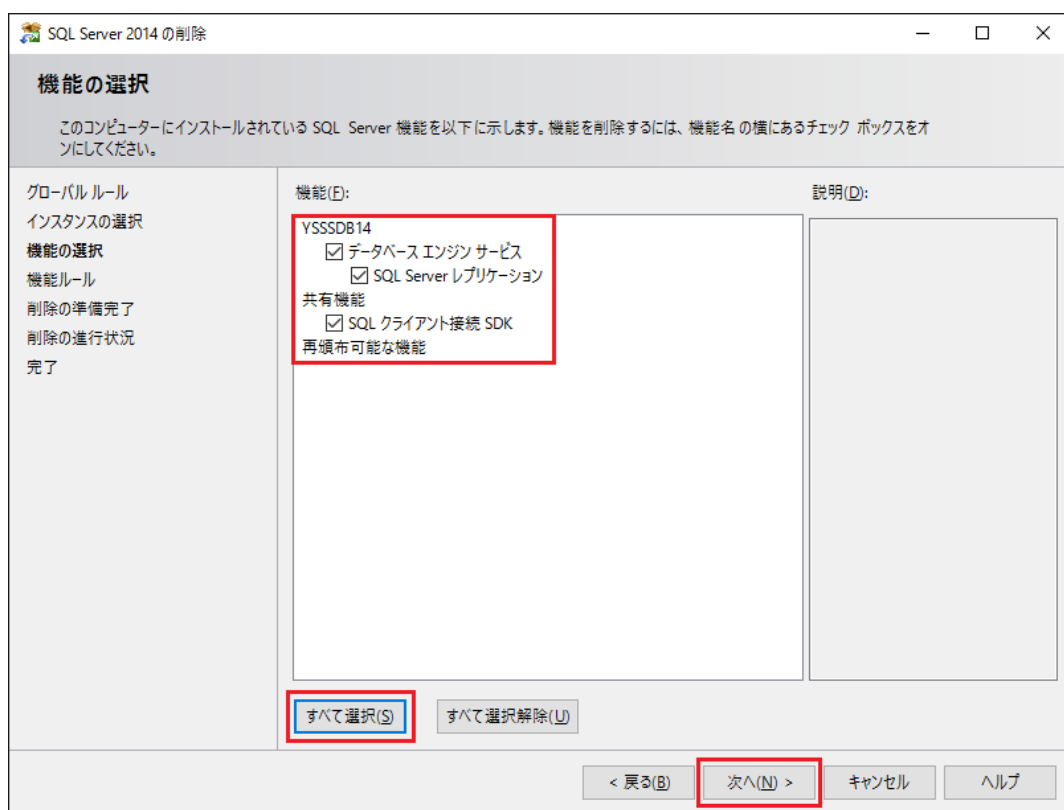 SQL Server 2014 の削除
機能の選択
このコンピューターにインストールされている SQL Server 機能を以下に示します。機能を削除するには、機能名 の横にあるチェック ボックスをオ
ンにしてください。
グローバル ルール
インスタンスの選択
機能の選択
機能ルール
削除の準備完了
削除の進行状況
完了
機能(F):
YSSSDB14
データベース エンジン サービス
SQL Server レプリケーション
共有機能
SQL クライアント接続 SDK
再頒布可能な機能
説明(D):
すべて選択(S)
すべて選択解除(U)
< 戻る(B)
次へ(N) >
キャンセル
ヘルプ